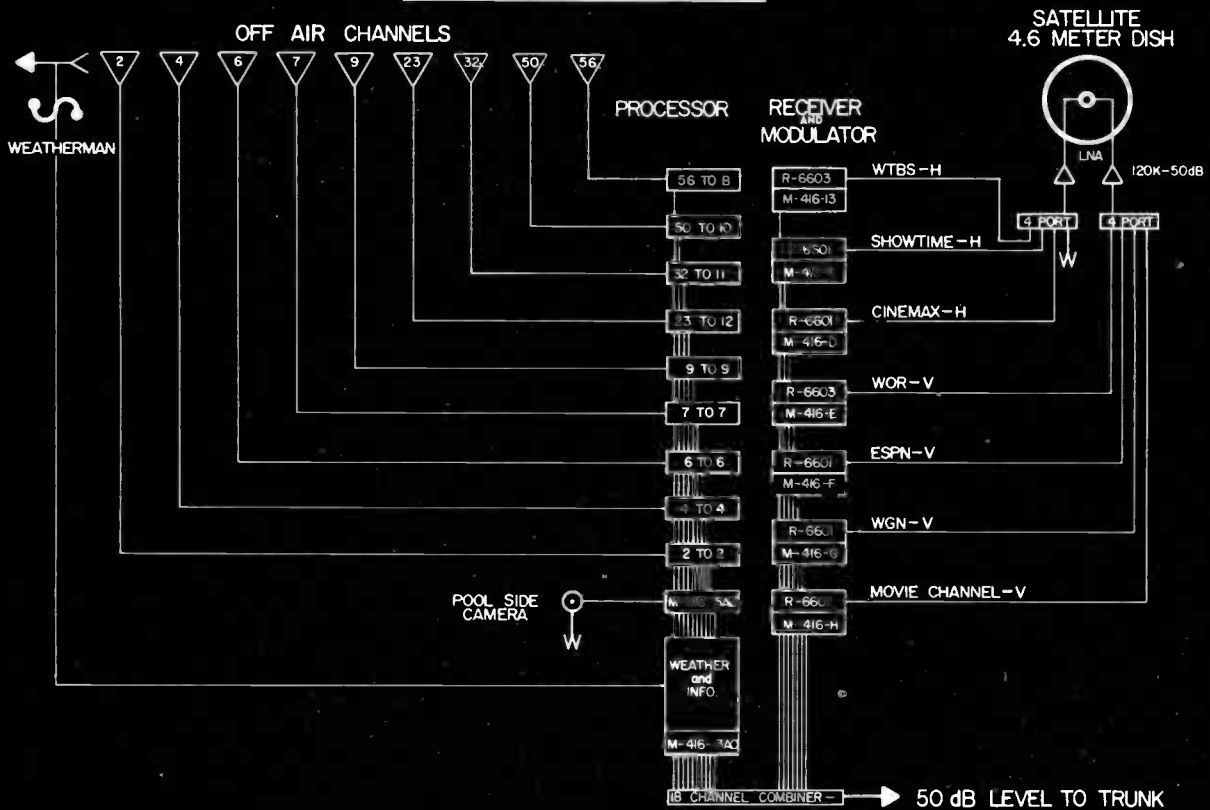 OFF AIR CHANNELS
2
4
6
7
9
23
32
50
56
WEATHERMAN
SATELLITE
4.6 METER DISH
LNA
120K-50dB
4 PORT
4 PORT
PROCESSOR
RECEIVER
AND
MODULATOR
56 TO 8
50 TO 10
32 TO 11
23 TO 12
9 TO 9
7 TO 7
6 TO 6
4 TO 4
2 TO 2
POOL SIDE
CAMERA
WEATHER
and
INFO.
R-6603
M-416-13
WTBS-H
SHOWTIME-H
R-6601
M-416-D
CINEMAX-H
R-6603
M-416-E
WOR-V
R-6601
M-416-F
ESPN-V
R-6601
M-416-G
WGN-V
M-416-H
MOVIE CHANNEL-V
18 CHANNEL COMBINER-
50 dB LEVEL TO TRUNK